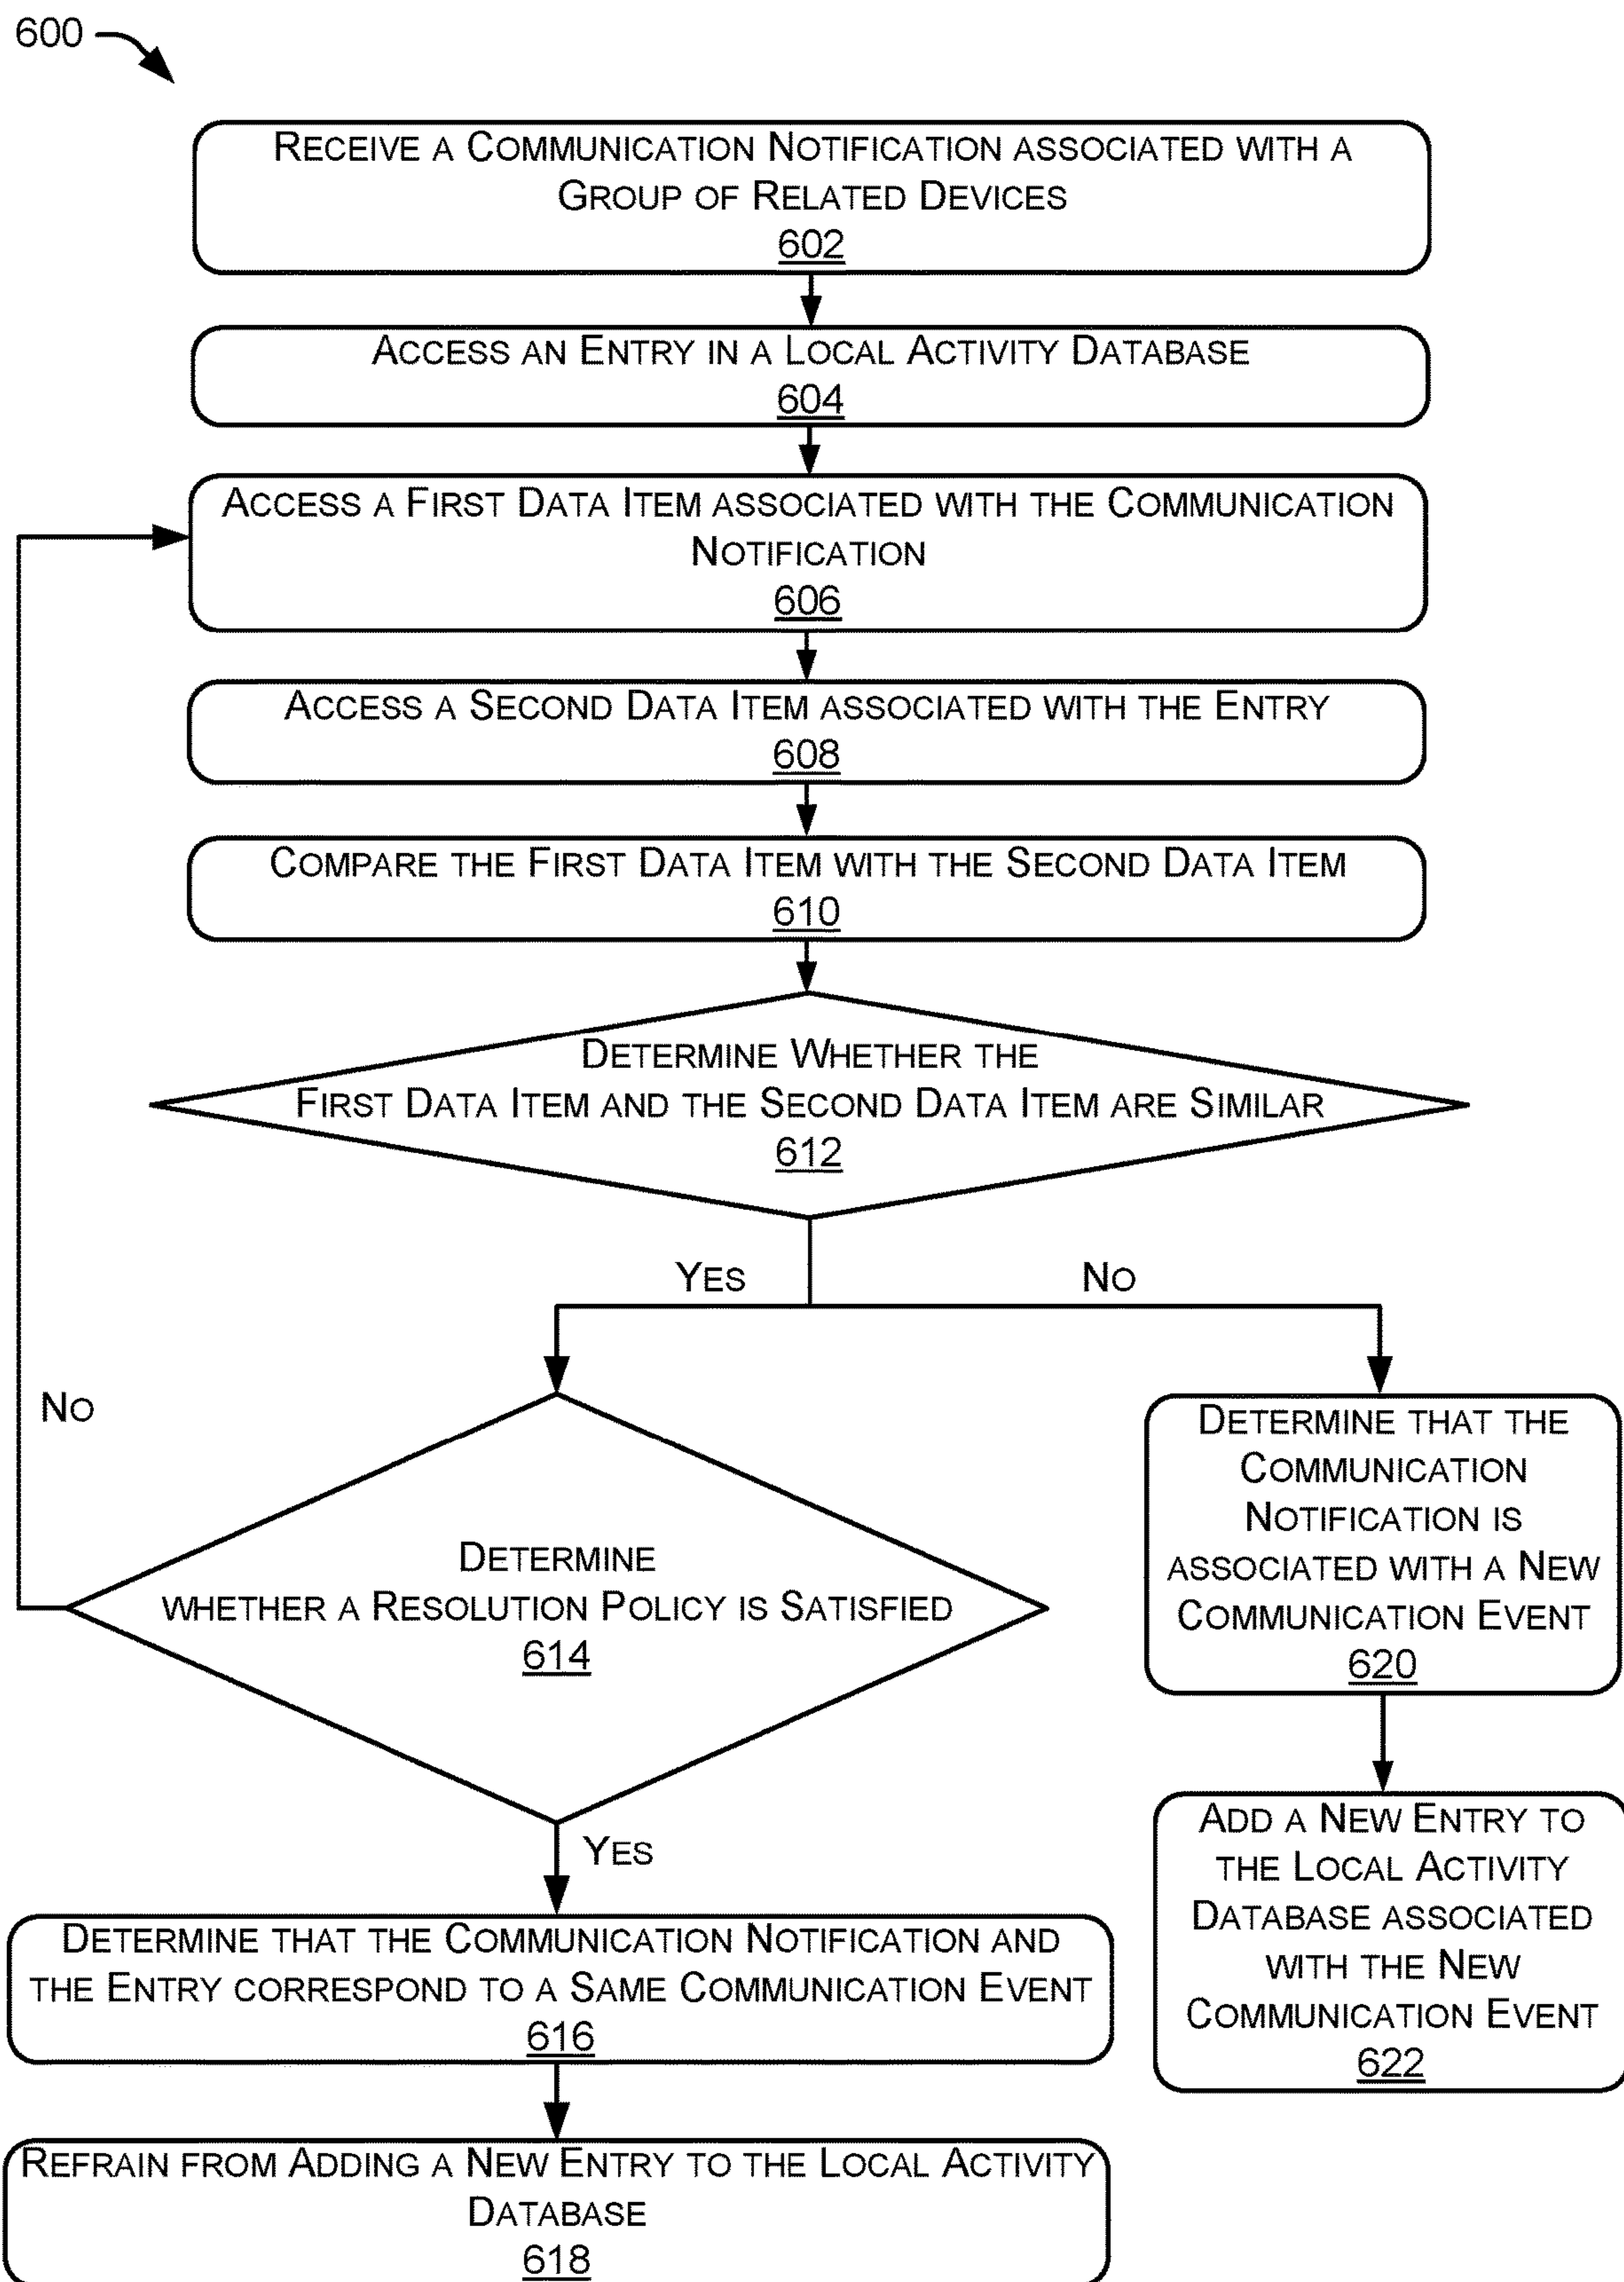 600
Receive a Communication Notification associated with a
Group of Related Devices
602
Access an Entry in a Local Activity Database
604
Access a First Data Item associated with the Communication
Notification
606
Access a Second Data Item associated with the Entry
608
Compare the First Data Item with the Second Data Item
610
Determine Whether the
First Data Item and the Second Data Item are Similar
612
Yes
No
No
Determine
whether a Resolution Policy is Satisfied
614
Determine that the
Communication
Notification is
associated with a New
Communication Event
620
Yes
Add a New Entry to
the Local Activity
Database associated
with the New
Communication Event
622
Determine that the Communication Notification and
the Entry correspond to a Same Communication Event
616
Refrain from Adding a New Entry to the Local Activity
Database
618